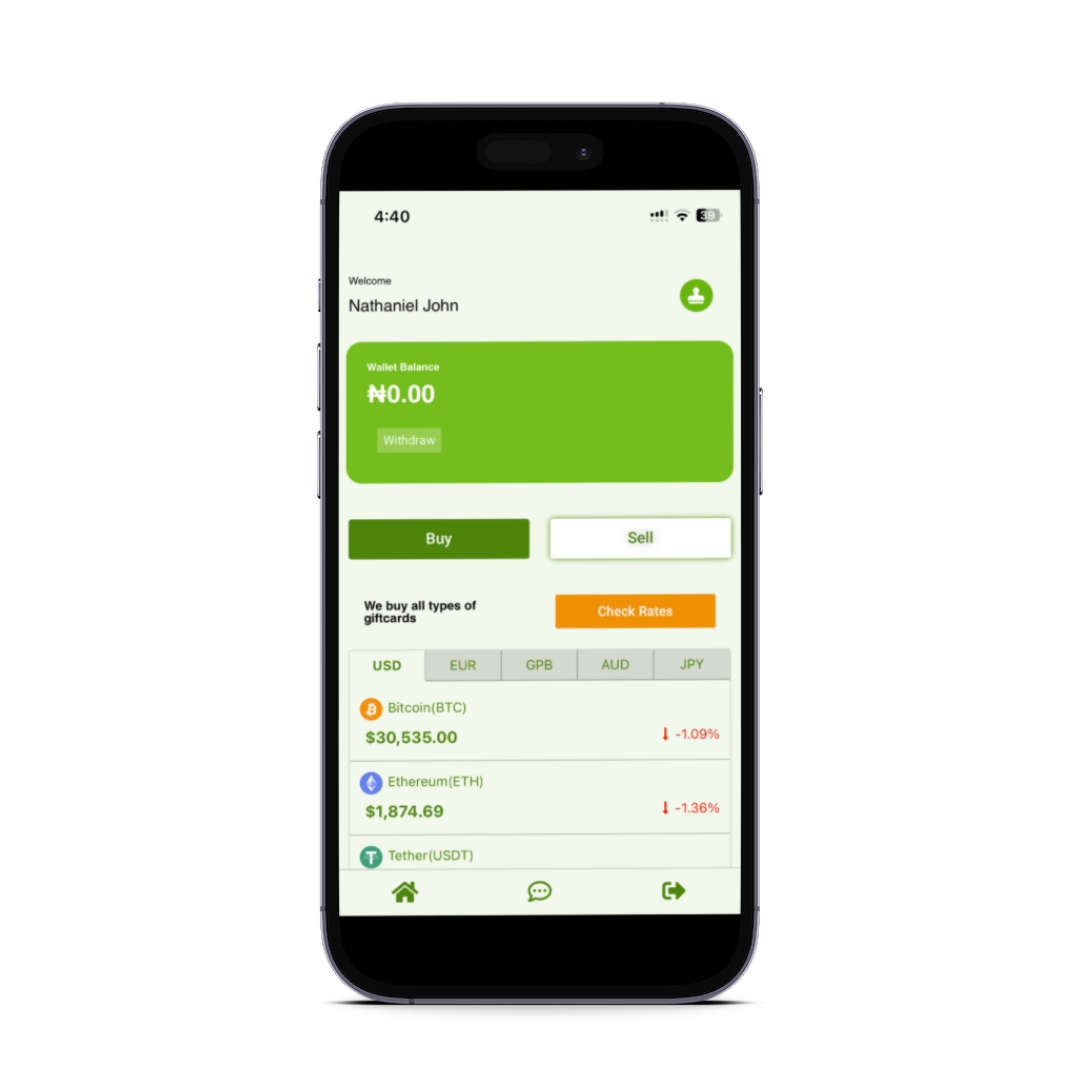 4:40
39
Welcome
Nathaniel John
Wallet Balance
₦0.00
Withdraw
Buy
Sell
We buy all types of
giftcards
Check Rates
USD
EUR
GPB
AUD
JPY
Bitcoin(BTC)
$30,535.00
-1.09%
Ethereum(ETH)
$1,874.69
-1.36%
Tether(USDT)